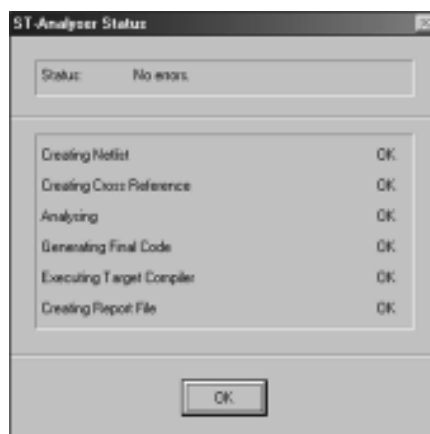 ST-Analyser Status
Status: No errors.
Creating Netlist OK
Creating Cross Reference OK
Analysing OK
Generating Final Code OK
Executing Target Compiler OK
Creating Report File OK
OK